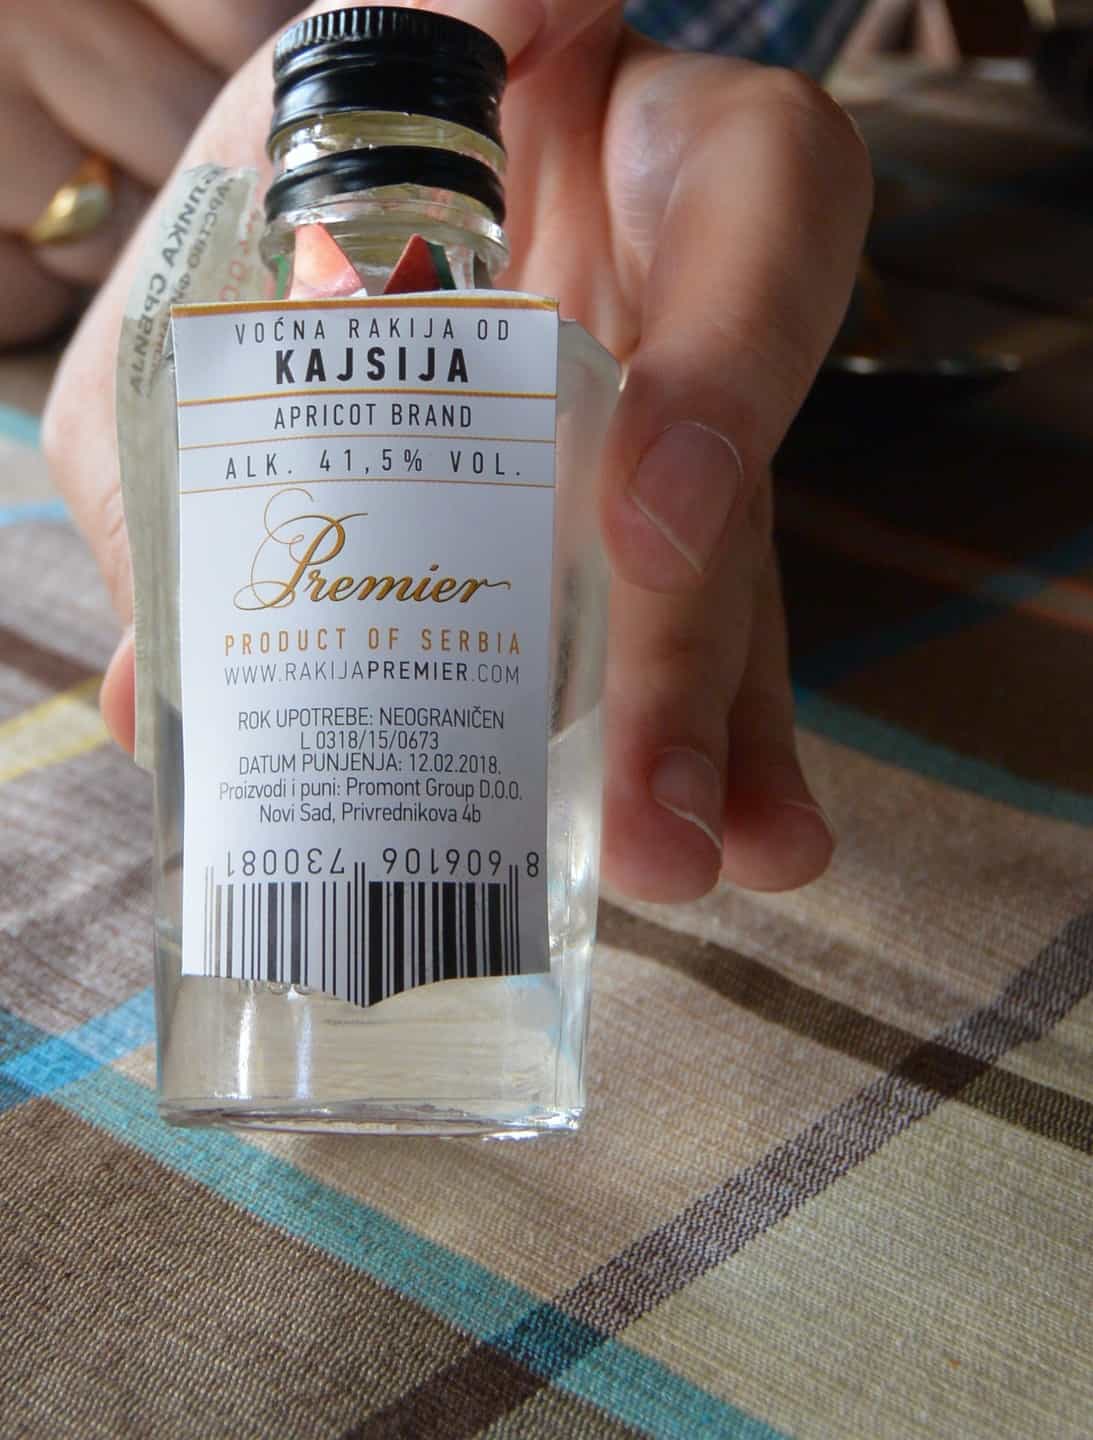 VOĆNA RAKIJA OD
KAJSIJA
APRICOT BRAND
ALK. 41,5% VOL.
Premier
PRODUCT OF SERBIA
WWW.RAKIJAPREMIER.COM
ROK UPOTREBE: NEOGRANIČEN
L 0318/15/0673
DATUM PUNJENJA: 12.02.2018.
Proizvodi i puni: Promont Group D.O.O.
Novi Sad, Privrednikova 4b
8 606106 730081